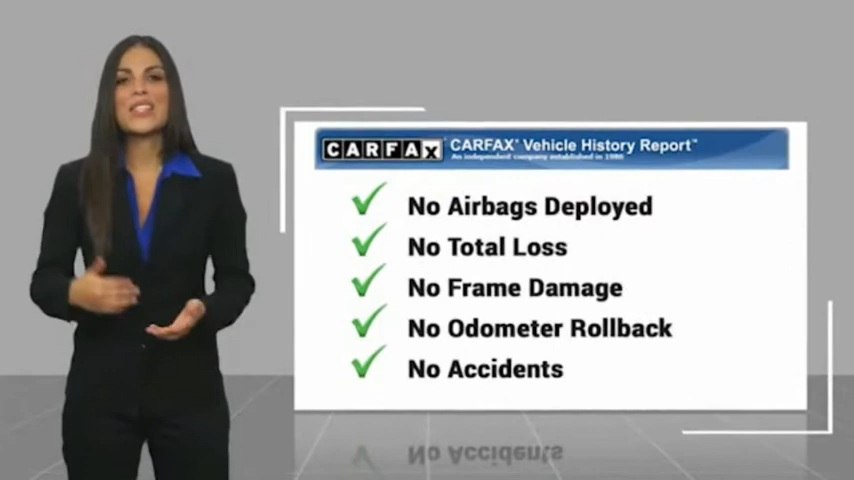 CARFAX CARFAX® Vehicle History Report™
An independent company established in 1986
No Airbags Deployed
No Total Loss
No Frame Damage
No Odometer Rollback
No Accidents
No Accidents